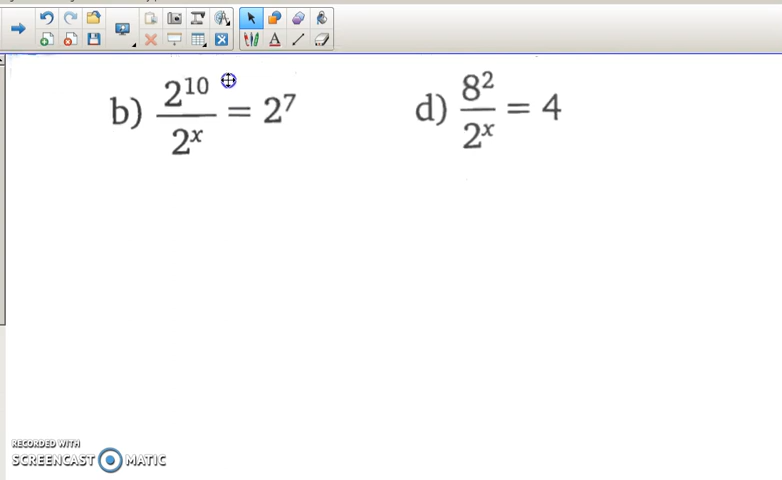 b) 2^10 / 2^x = 2^7
d) 8^2 / 2^x = 4
RECORDED WITH
SCREENCAST MATIC